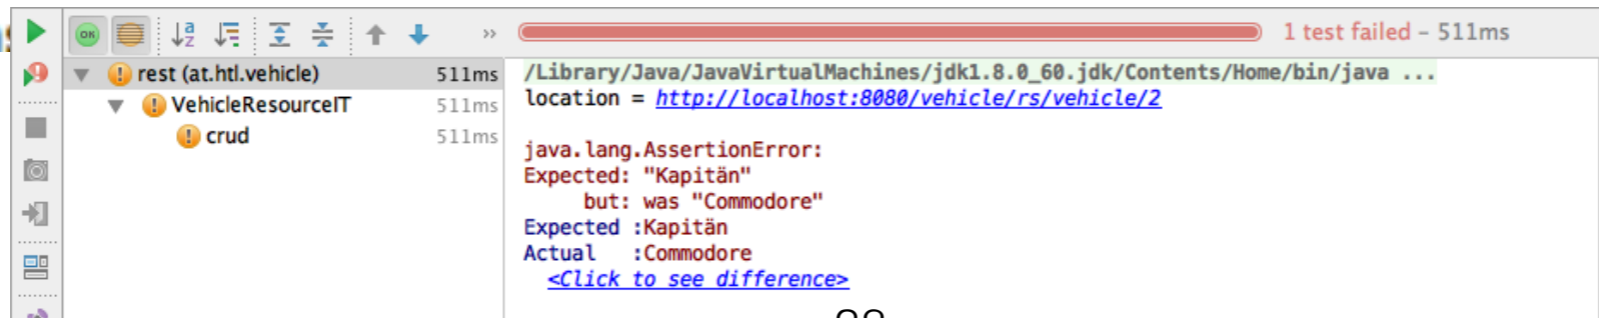 OK
1 test failed – 511ms
rest (at.htl.vehicle) 511ms
VehicleResourceIT 511ms
crud 511ms
/Library/Java/JavaVirtualMachines/jdk1.8.0_60.jdk/Contents/Home/bin/java ...
location = http://localhost:8080/vehicle/rs/vehicle/2
java.lang.AssertionError:
Expected: "Kapitän"
but: was "Commodore"
Expected :Kapitän
Actual :Commodore
<Click to see difference>